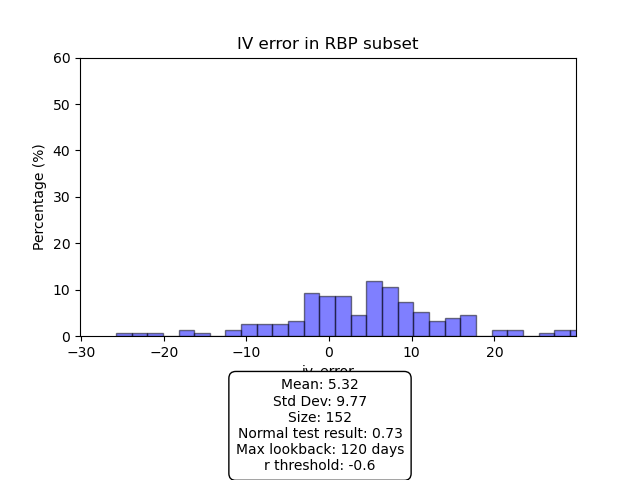 IV error in RBP subset
60
50
40
30
20
10
0
Percentage (%)
−30
−20
−10
0
10
20
iv_error
Mean: 5.32
Std Dev: 9.77
Size: 152
Normal test result: 0.73
Max lookback: 120 days
r threshold: -0.6